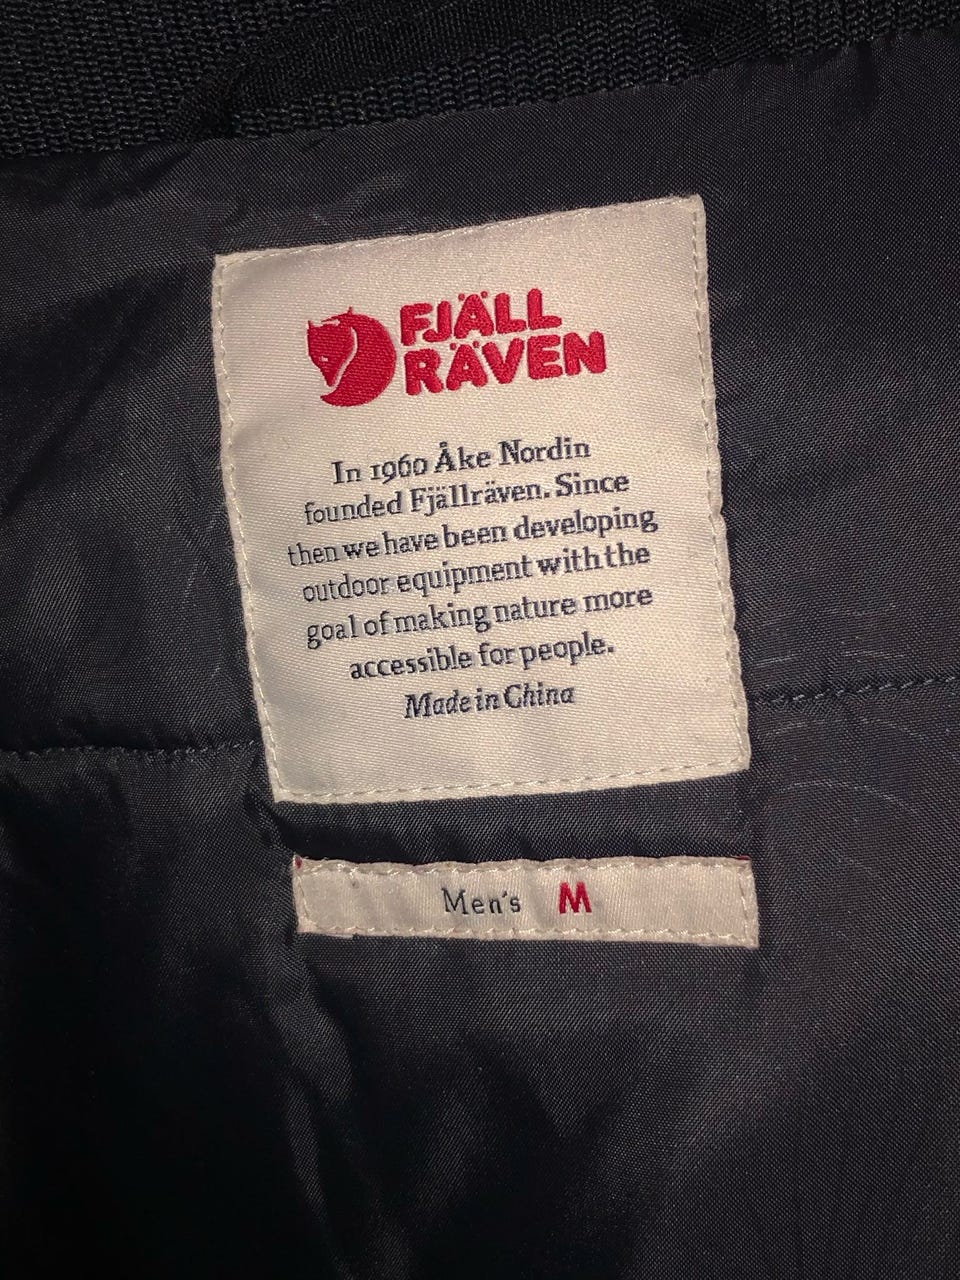 FJÄLL
RÄVEN
In 1960 Åke Nordin
founded Fjällräven. Since
then we have been developing
outdoor equipment with the
goal of making nature more
accessible for people.
Made in China
Men's M